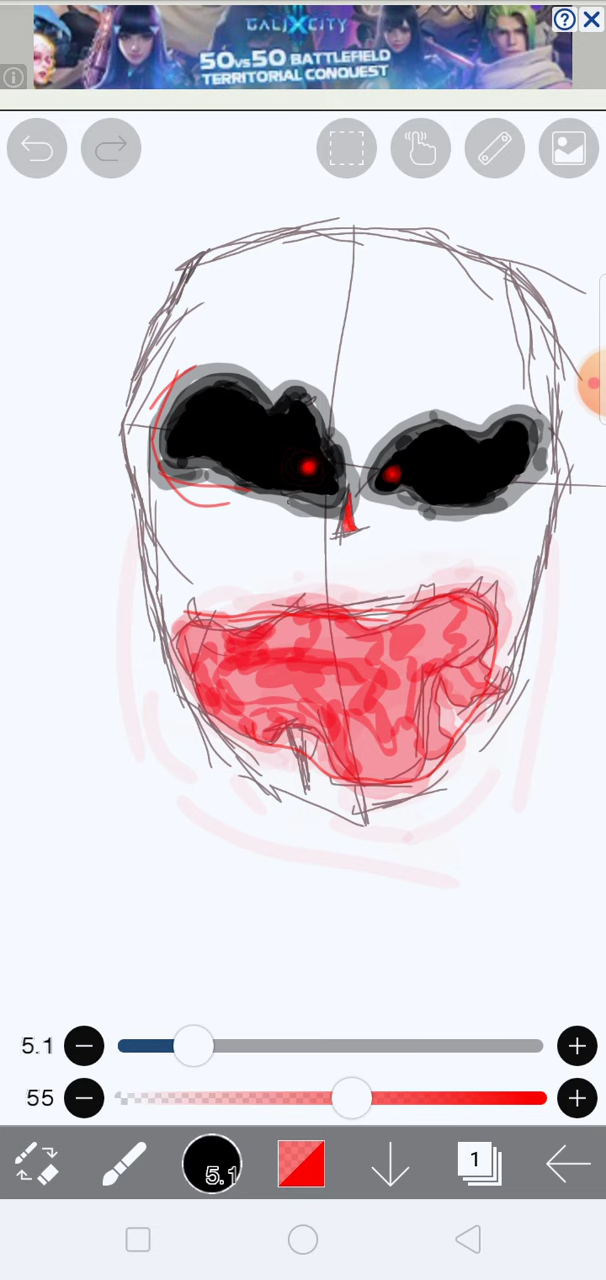 GALIXCITY
50VS50 BATTLEFIELD
TERRITORIAL CONQUEST
5.1
55
5.1
1